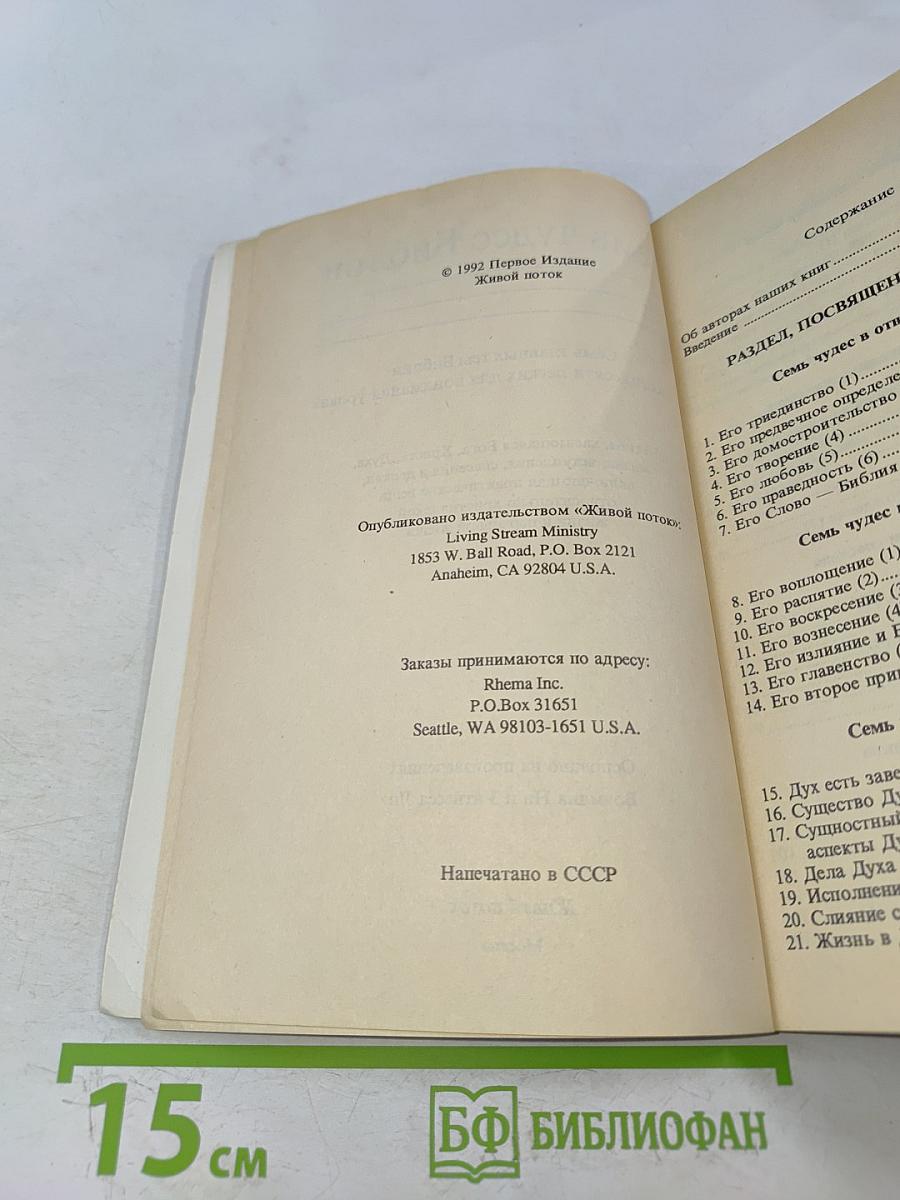 © 1992 Первое Издание
Живой поток
Опубликовано издательством «Живой поток»:
Living Stream Ministry
1853 W. Ball Road, P.O. Box 2121
Anaheim, CA 92804 U.S.A.
Заказы принимаются по адресу:
Rhema Inc.
P.O.Box 31651
Seattle, WA 98103-1651 U.S.A.
Напечатано в СССР
Содержание
Об авторах наших книг
Введение
РАЗДЕЛ, ПОСВЯЩЕН
Семь чудес в отн
1. Его триединство (1)
2. Его предвечное определе
3. Его домостроительство
4. Его творение (4)
5. Его любовь (5)
6. Его праведность (6)
7. Его Слово — Библия
Семь чудес
8. Его воплощение (1)
9. Его распятие (2)
10. Его воскресение (3
11. Его вознесение (4
12. Его излияние и
13. Его главенство (
14. Его второе при
Семь
15. Дух есть заве
16. Существо Ду
17. Сущностный
аспекты Ду
18. Дела Духа
19. Исполнени
20. Слияние с
21. Жизнь в
15 см
БФ БИБЛИОФАН